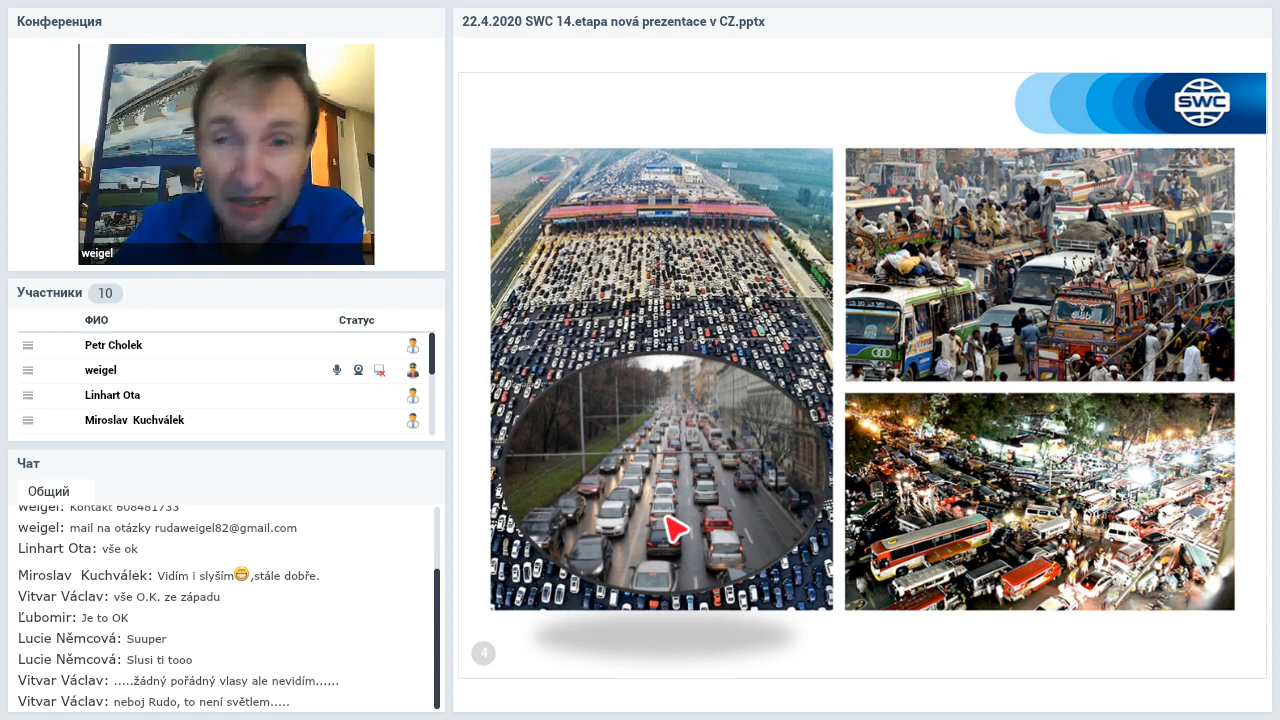 Конференция
weigel
Участники 10
ФИО Статус
Petr Cholek
weigel
Linhart Ota
Miroslav Kuchválek
Чат
Общий
weigel: Kontakt 608481733
weigel: mail na otázky rudaweigel82@gmail.com
Linhart Ota: vše ok
Miroslav Kuchválek: Vidím i slyším😁,stále dobře.
Vitvar Václav: vše O.K. ze západu
Ľubomir: Je to OK
Lucie Němcová: Suuper
Lucie Němcová: Slusi ti tooo
Vitvar Václav: .....žádný pořádný vlasy ale nevidím......
Vitvar Václav: neboj Rudo, to není světlem.....
22.4.2020 SWC 14.etapa nová prezentace v CZ.pptx
SWC
4